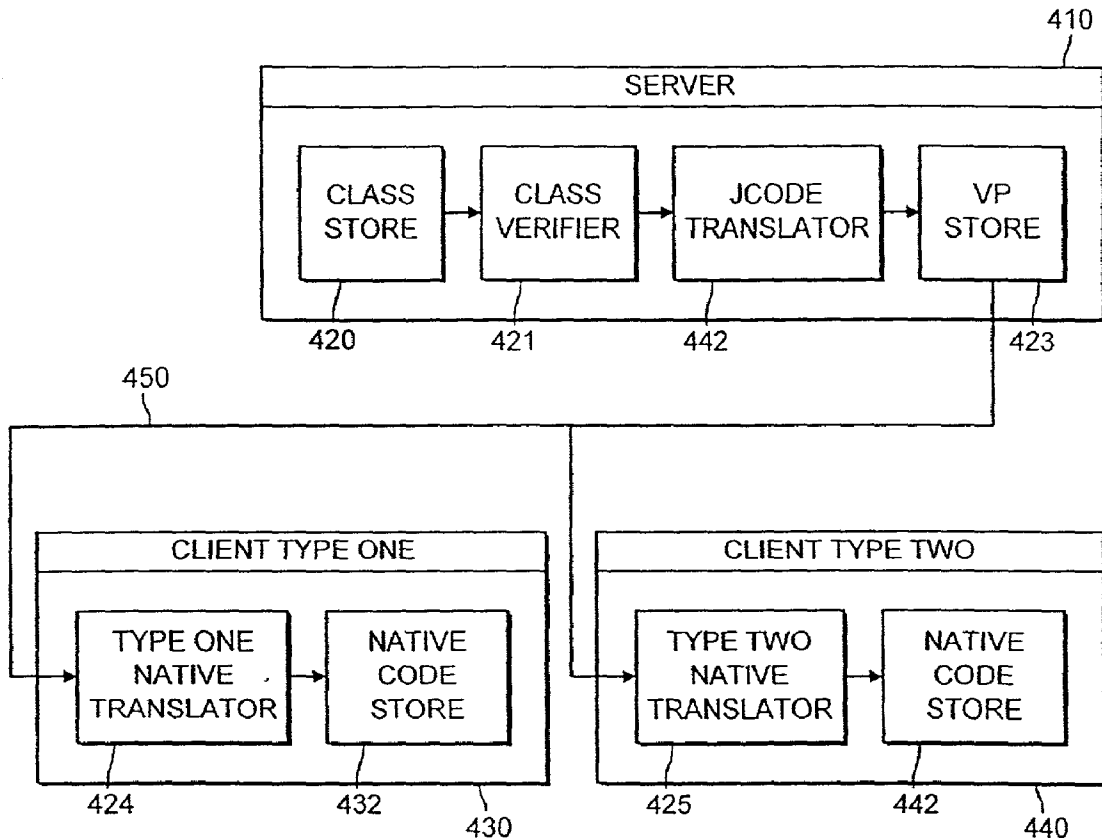 410
SERVER
CLASS
STORE
CLASS
VERIFIER
JCODE
TRANSLATOR
VP
STORE
420
421
442
423
450
CLIENT TYPE ONE
TYPE ONE
NATIVE
TRANSLATOR
NATIVE
CODE
STORE
424
432
430
CLIENT TYPE TWO
TYPE TWO
NATIVE
TRANSLATOR
NATIVE
CODE
STORE
425
442
440